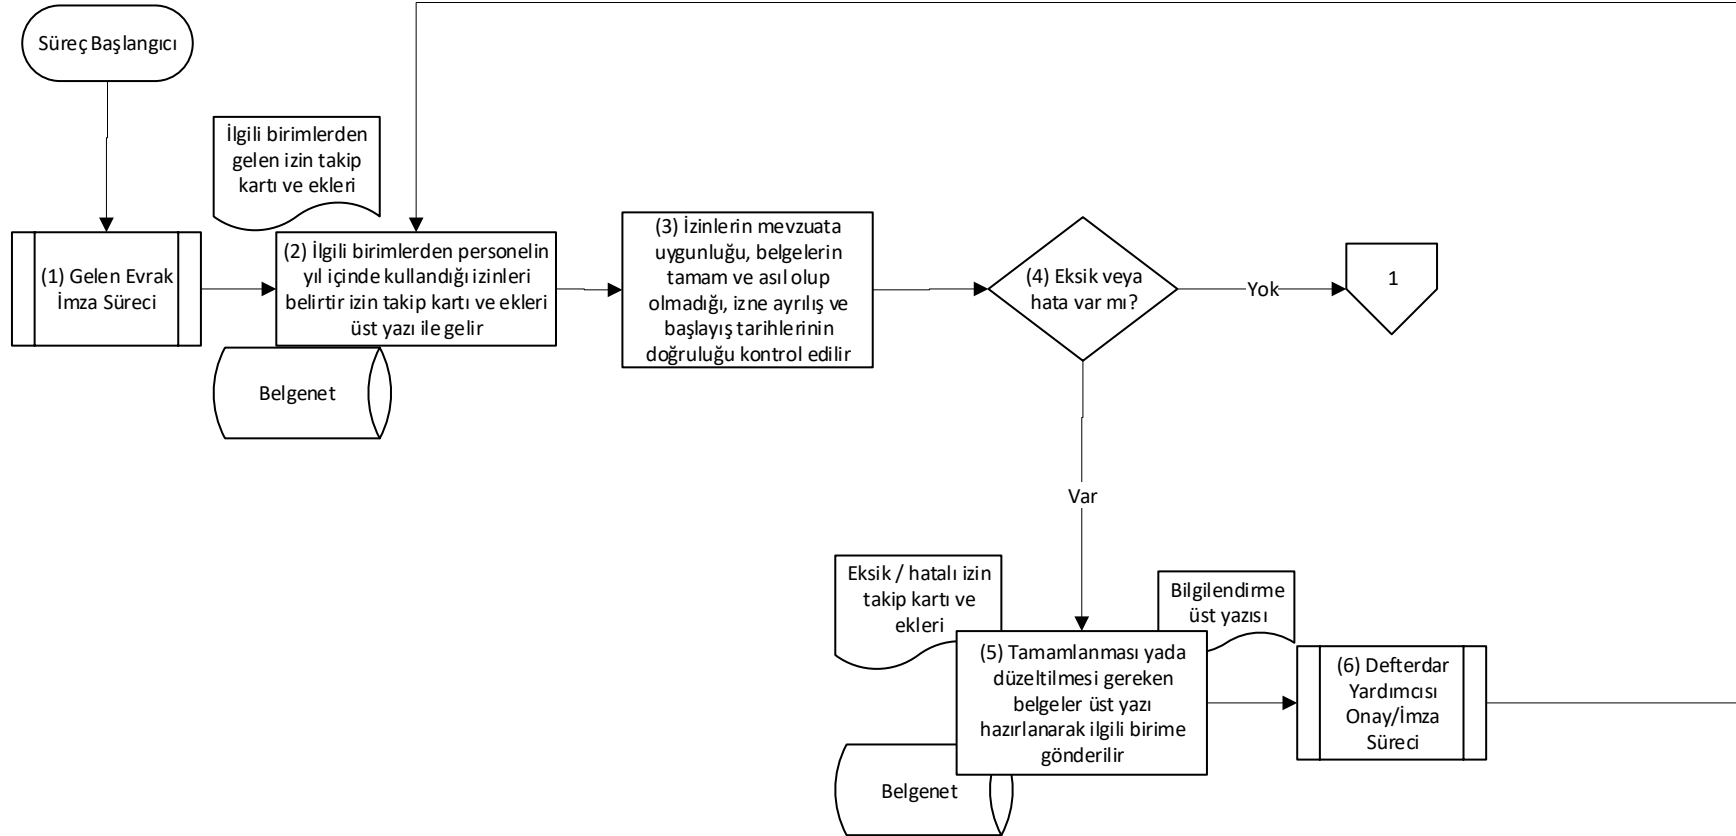 Süreç Başlangıcı
İlgili birimlerden
gelen izin takip
kartı ve ekleri
(1) Gelen Evrak
İmza Süreci
(2) İlgili birimlerden personelin
yıl içinde kullandığı izinleri
belirtir izin takip kartı ve ekleri
üst yazı ile gelir
Belgenet
(3) İzinlerin mevzuata
uygunluğu, belgelerin
tamam ve asıl olup
olmadığı, izne ayrılış ve
başlayış tarihlerinin
doğruluğu kontrol edilir
(4) Eksik veya
hata var mı?
Yok
1
Var
Eksik / hatalı izin
takip kartı ve
ekleri
Bilgilendirme
üst yazısı
(5) Tamamlanması yada
düzeltilmesi gereken
belgeler üst yazı
hazırlanarak ilgili birime
gönderilir
Belgenet
(6) Defterdar
Yardımcısı
Onay/İmza
Süreci